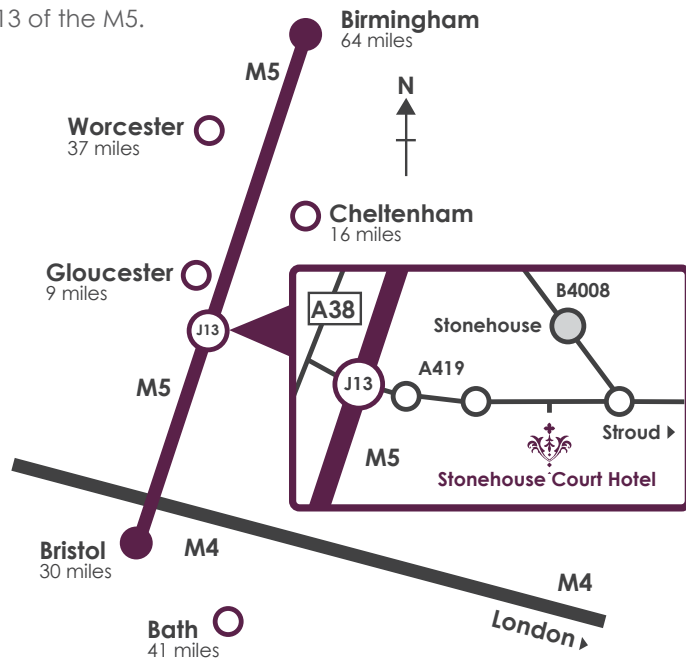 13 of the M5.
Birmingham
64 miles
M5
N
Worcester
37 miles
Cheltenham
16 miles
Gloucester
9 miles
J13
M5
A38
B4008
Stonehouse
A419
J13
M5
Stroud
Stonehouse Court Hotel
Bristol
30 miles
M4
M4
London
Bath
41 miles